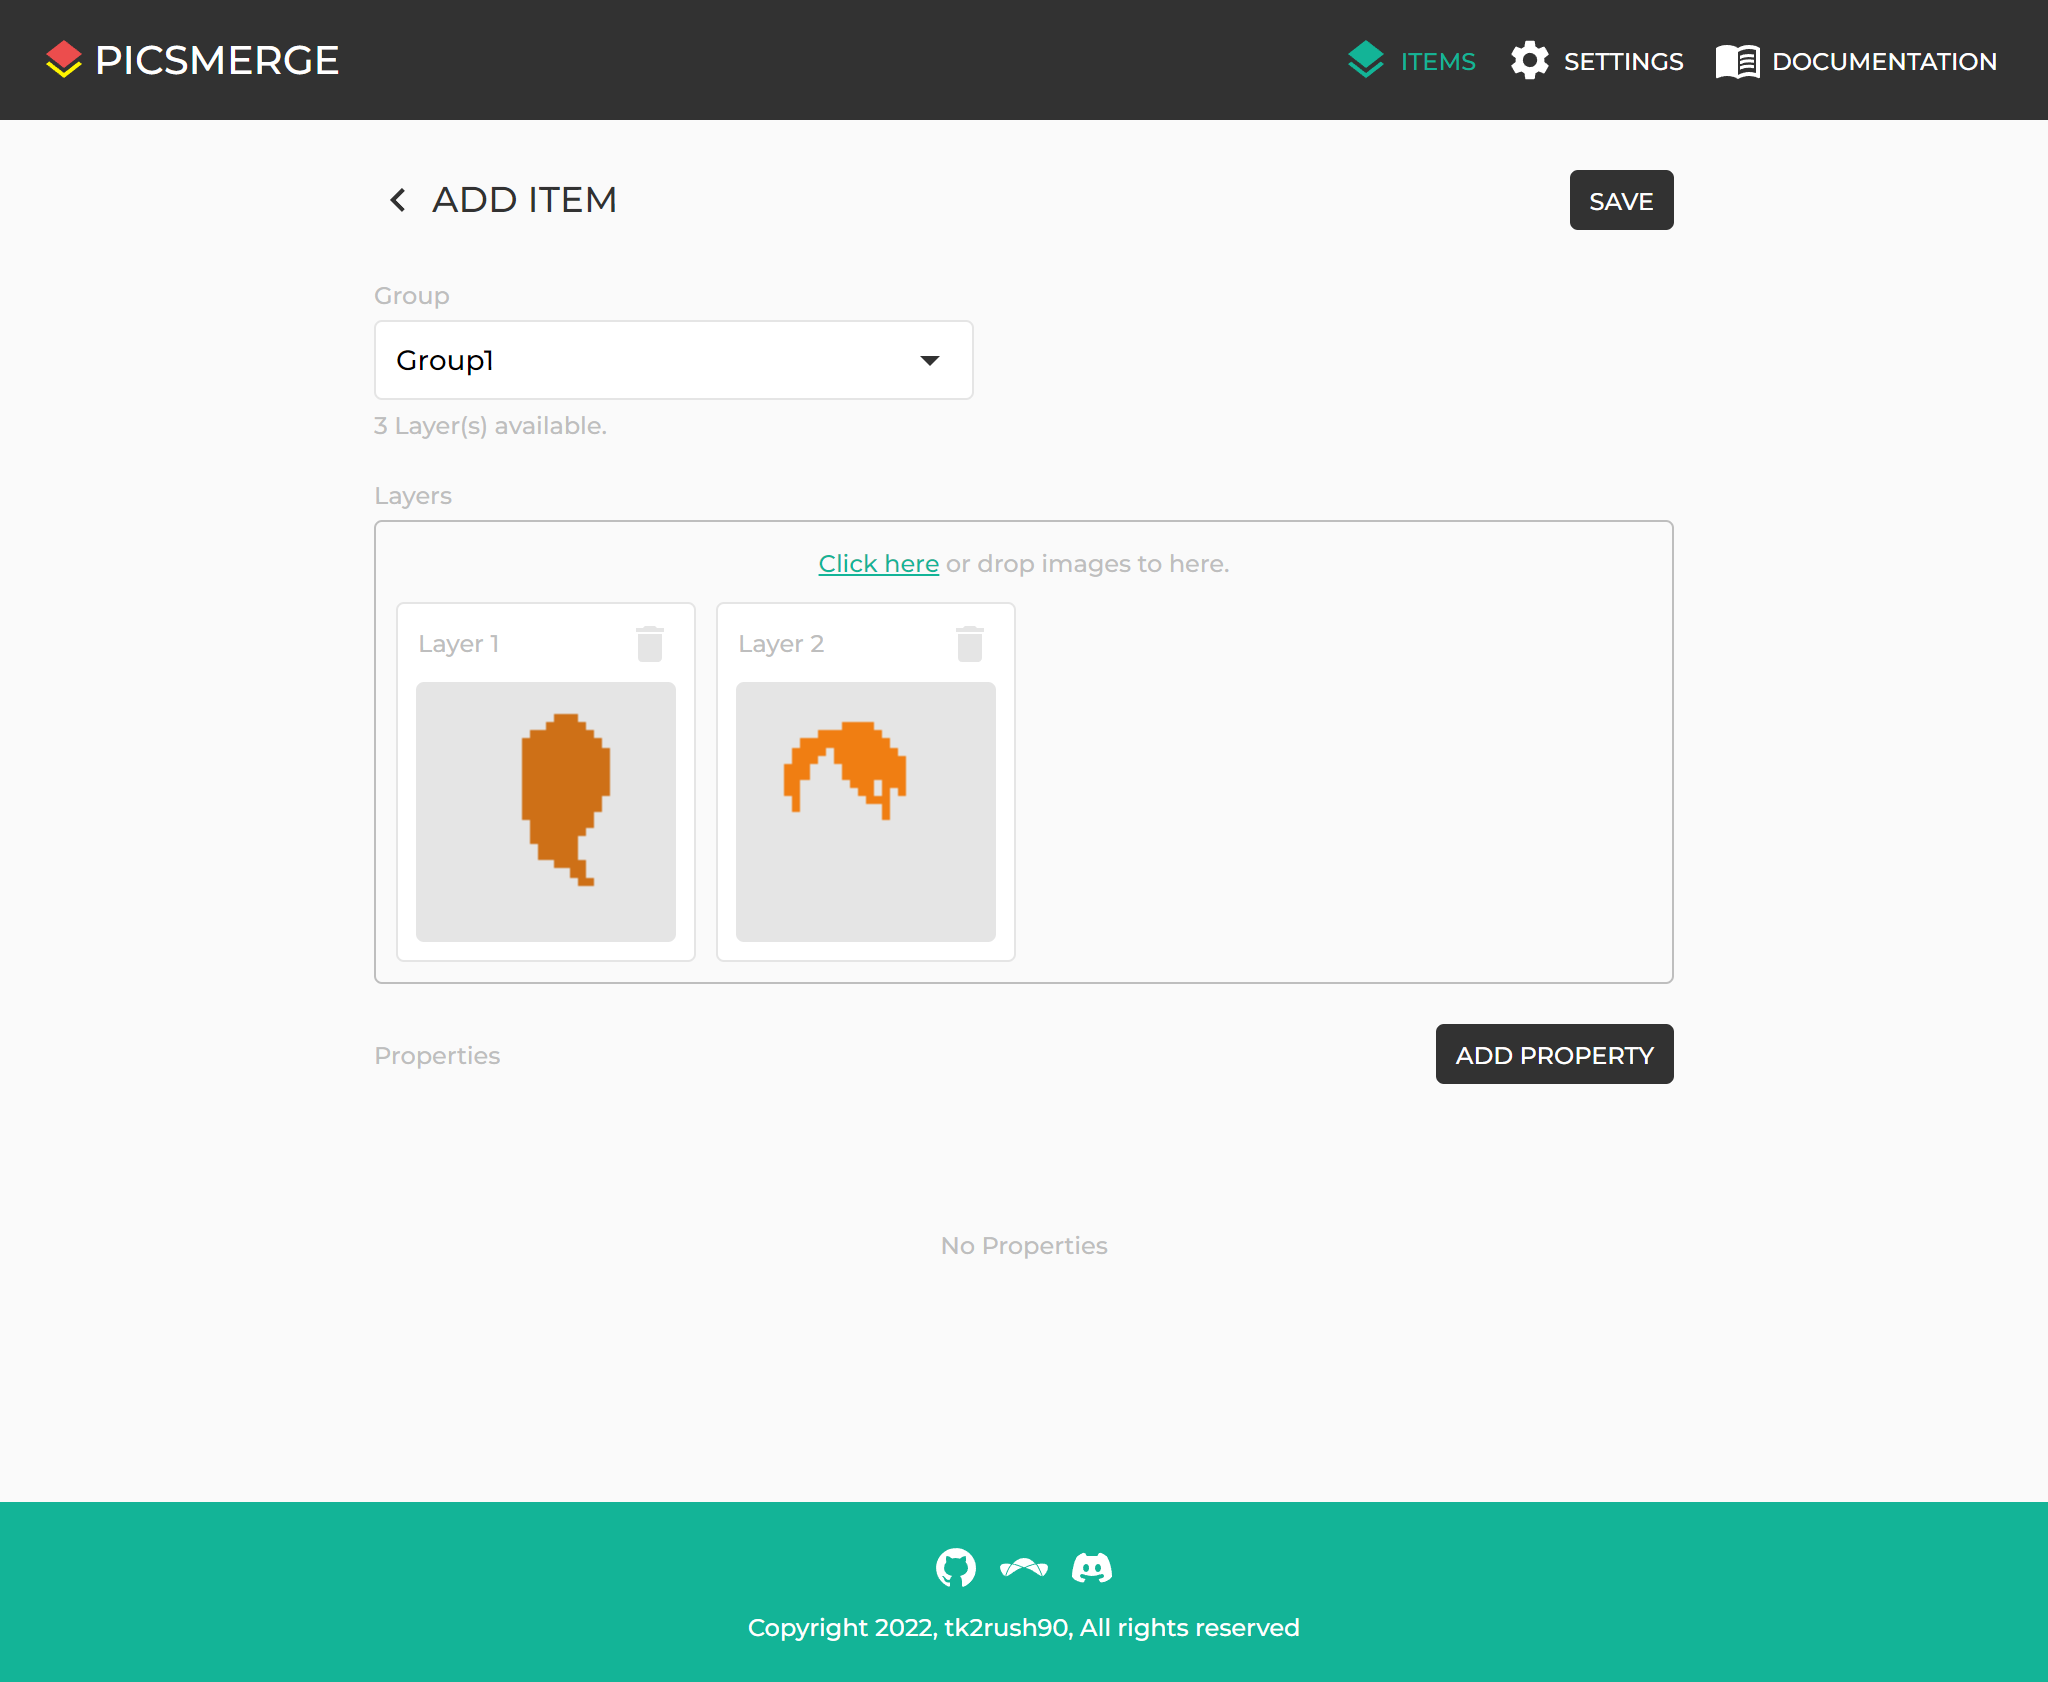 PICSMERGE
ITEMS
SETTINGS
DOCUMENTATION
ADD ITEM
SAVE
Group
Group1
3 Layer(s) available.
Layers
Click here or drop images to here.
Layer 1
Layer 2
Properties
ADD PROPERTY
No Properties
Copyright 2022, tk2rush90, All rights reserved